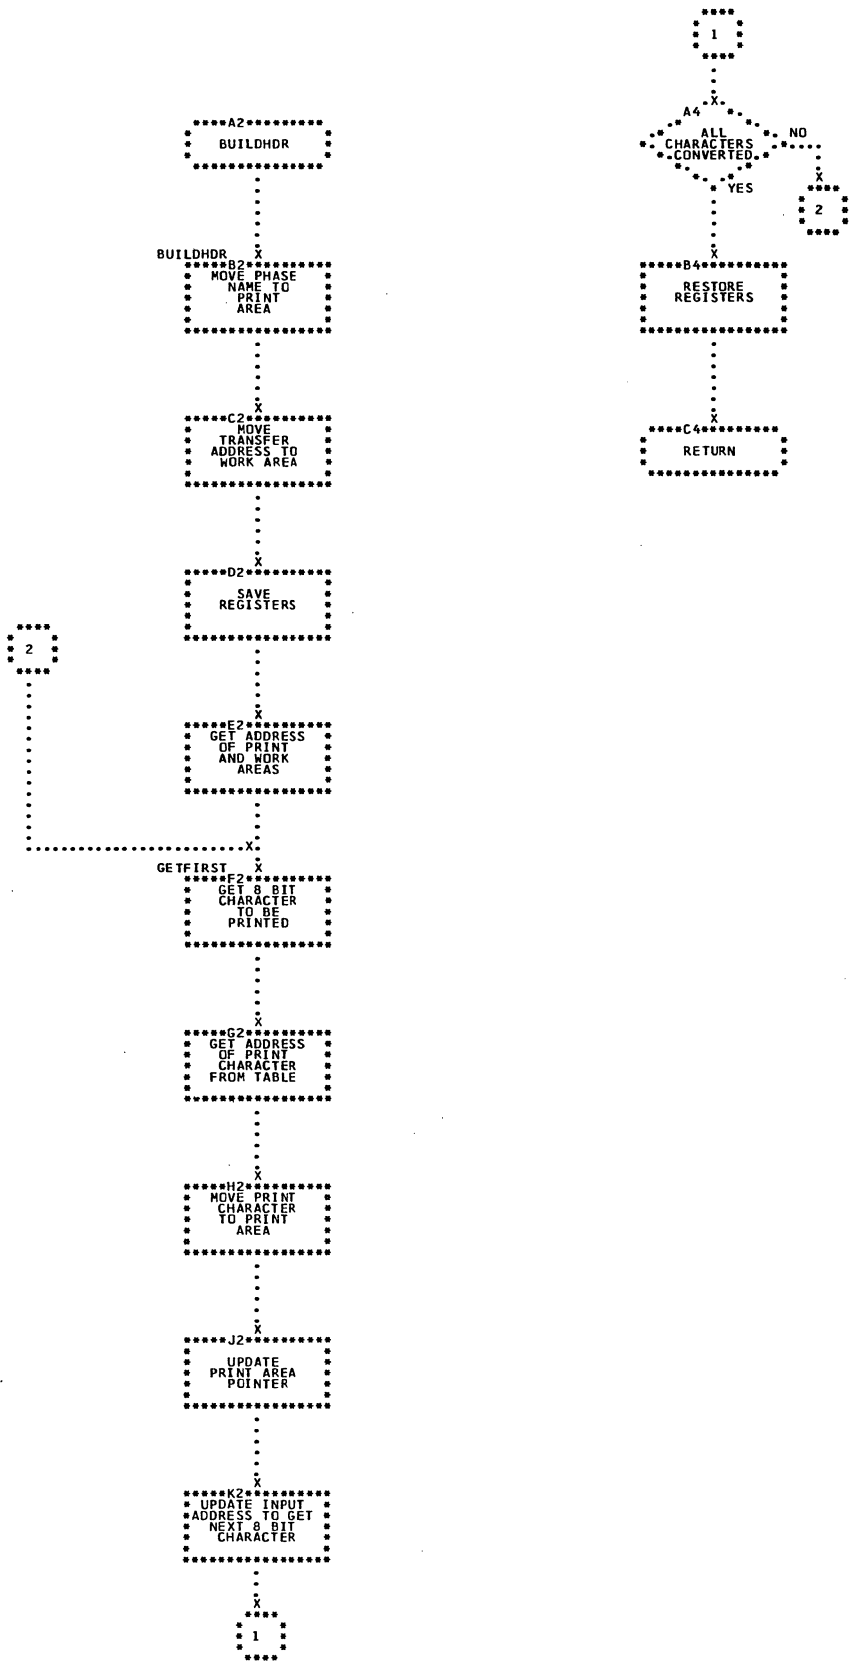 A2
BUILDHDR
BUILDHDR
B2
MOVE PHASE
NAME TO
PRINT
AREA
C2
MOVE
TRANSFER
ADDRESS TO
WORK AREA
D2
SAVE
REGISTERS
2
E2
GET ADDRESS
OF PRINT
AND WORK
AREAS
GETFIRST
F2
GET 8 BIT
CHARACTER
TO BE
PRINTED
G2
GET ADDRESS
OF PRINT
CHARACTER
FROM TABLE
H2
MOVE PRINT
CHARACTER
TO PRINT
AREA
J2
UPDATE
PRINT AREA
POINTER
K2
UPDATE INPUT
ADDRESS TO GET
NEXT 8 BIT
CHARACTER
1
1
A4
ALL
CHARACTERS
CONVERTED
NO
YES
2
B4
RESTORE
REGISTERS
C4
RETURN